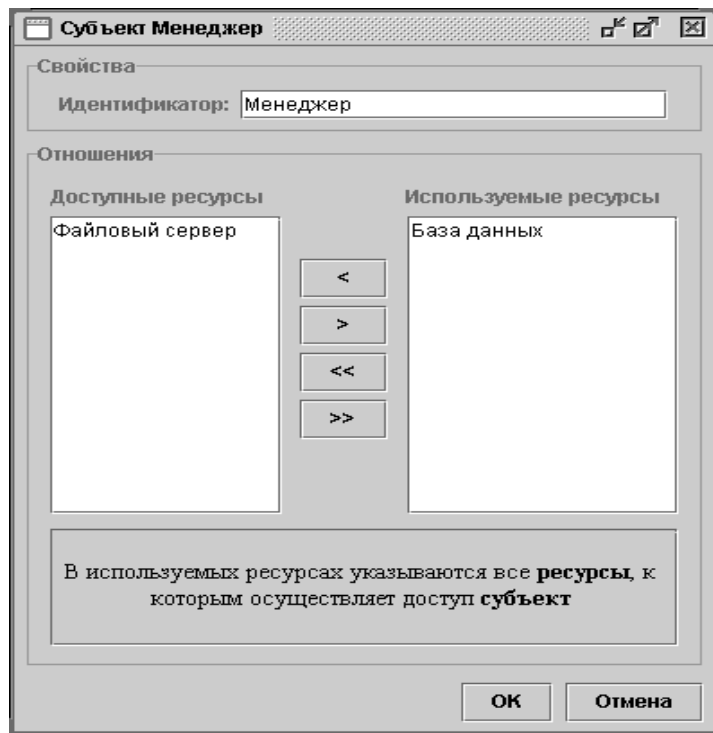 Субъект Менеджер
Свойства
Идентификатор: Менеджер
Отношения
Доступные ресурсы
Используемые ресурсы
Файловый сервер
База данных
<
>
<<
>>
В используемых ресурсах указываются все ресурсы, к
которым осуществляет доступ субъект
OK
Отмена